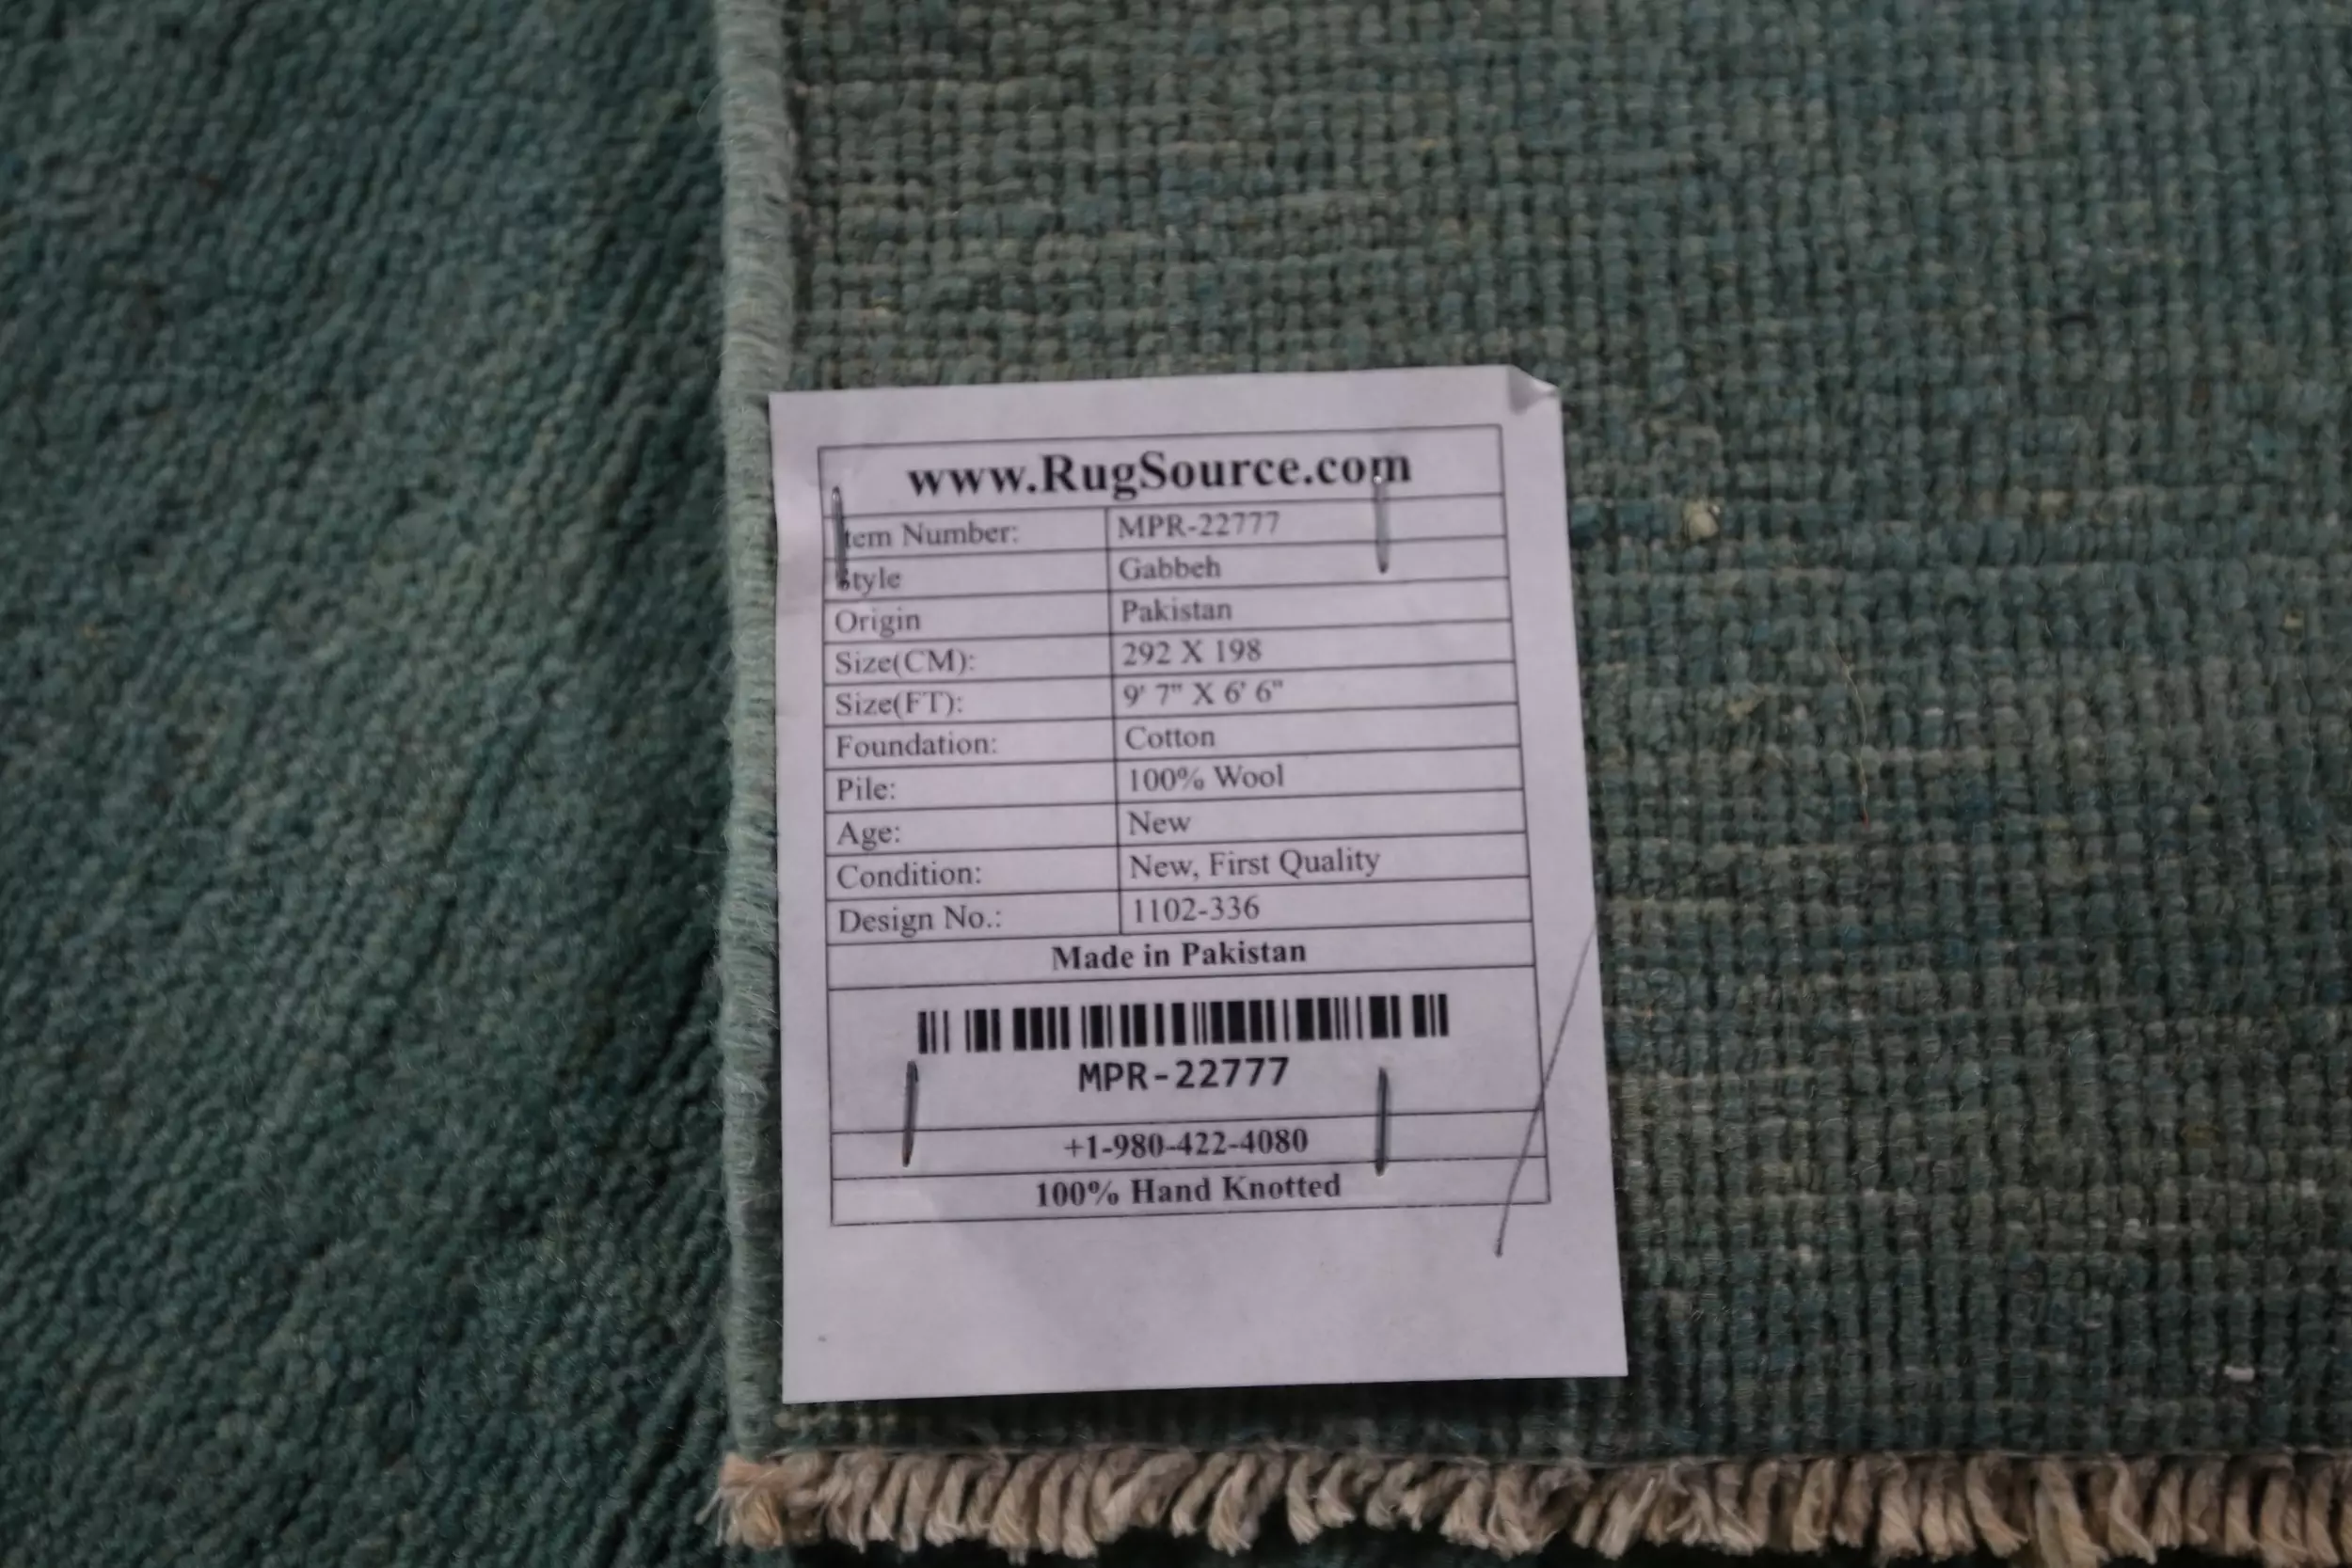 www.RugSource.com
Item Number: MPR-22777
Style Gabbeh
Origin Pakistan
Size(CM): 292 X 198
Size(FT): 9' 7" X 6' 6"
Foundation: Cotton
Pile: 100% Wool
Age: New
Condition: New, First Quality
Design No.: 1102-336
Made in Pakistan
MPR-22777
+1-980-422-4080
100% Hand Knotted